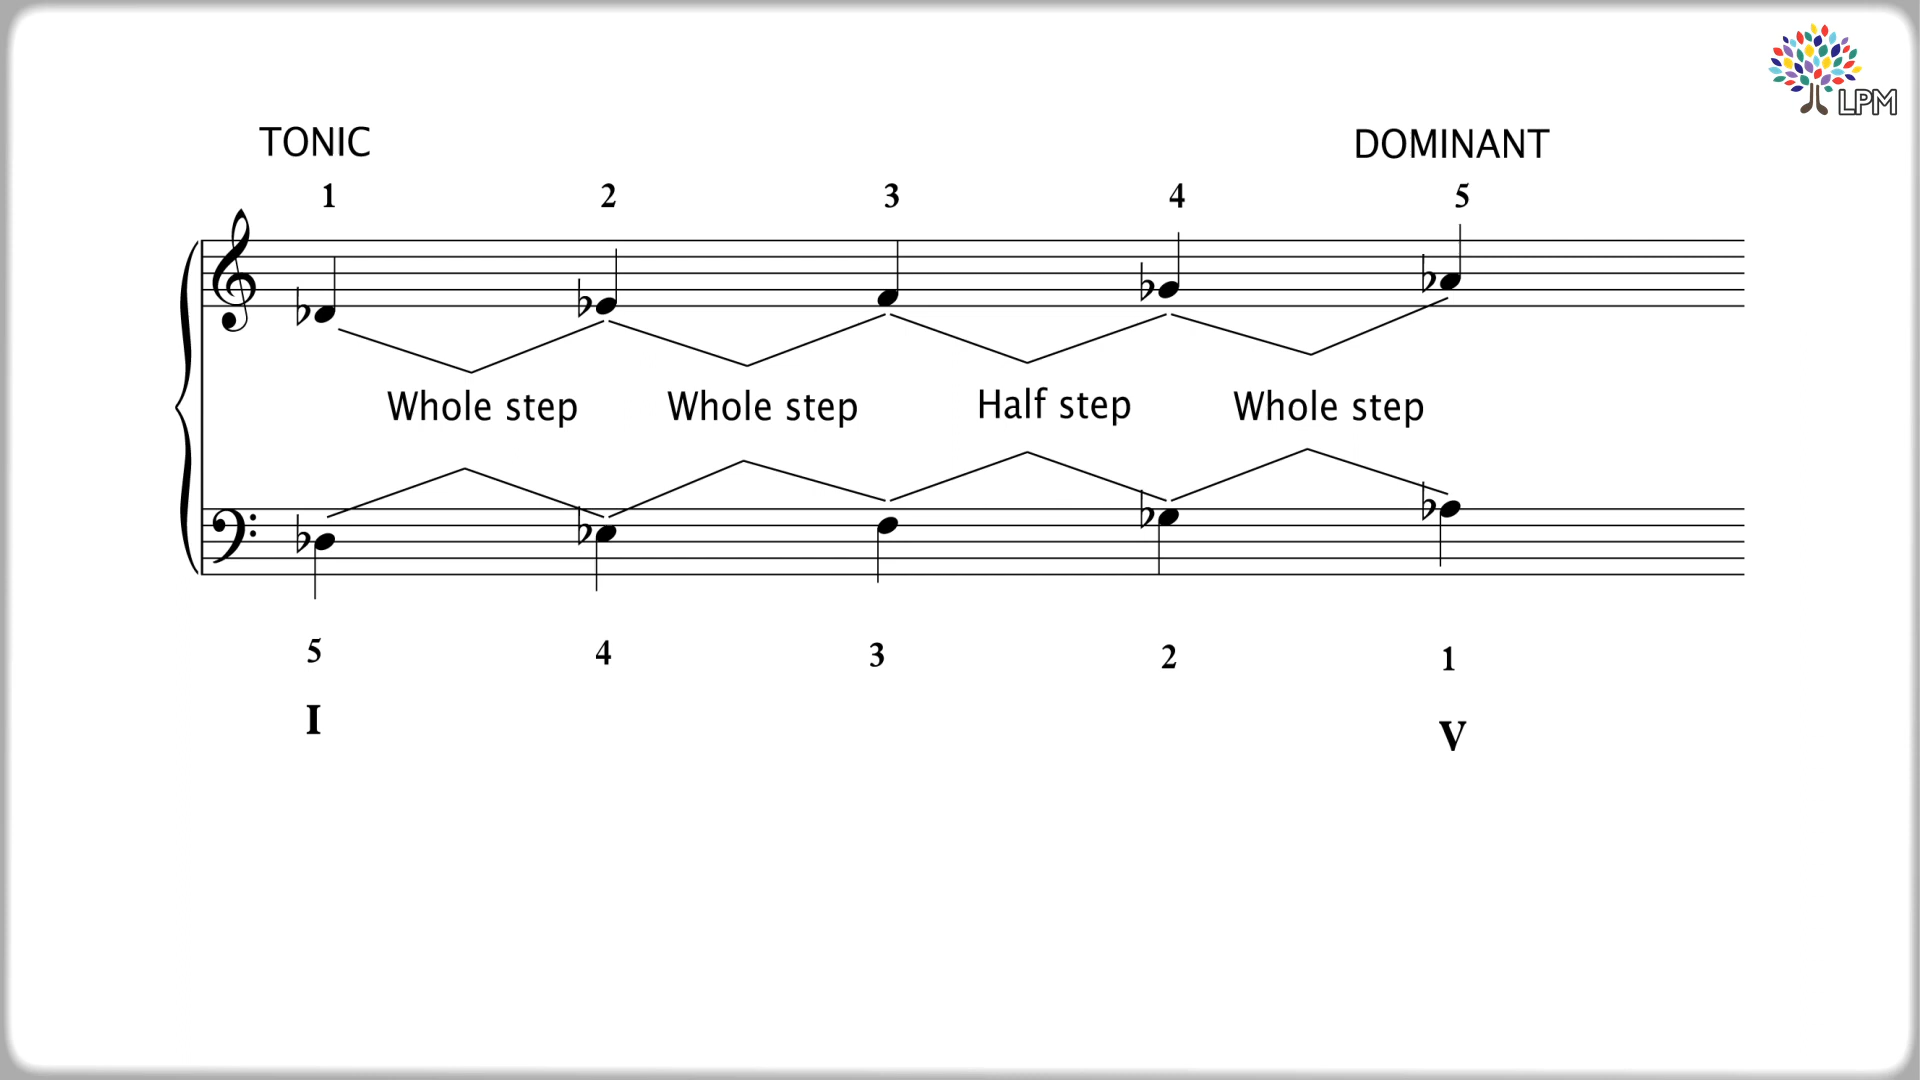 LPM
TONIC DOMINANT
1 2 3 4 5
Whole step Whole step Half step Whole step
5 4 3 2 1
I V